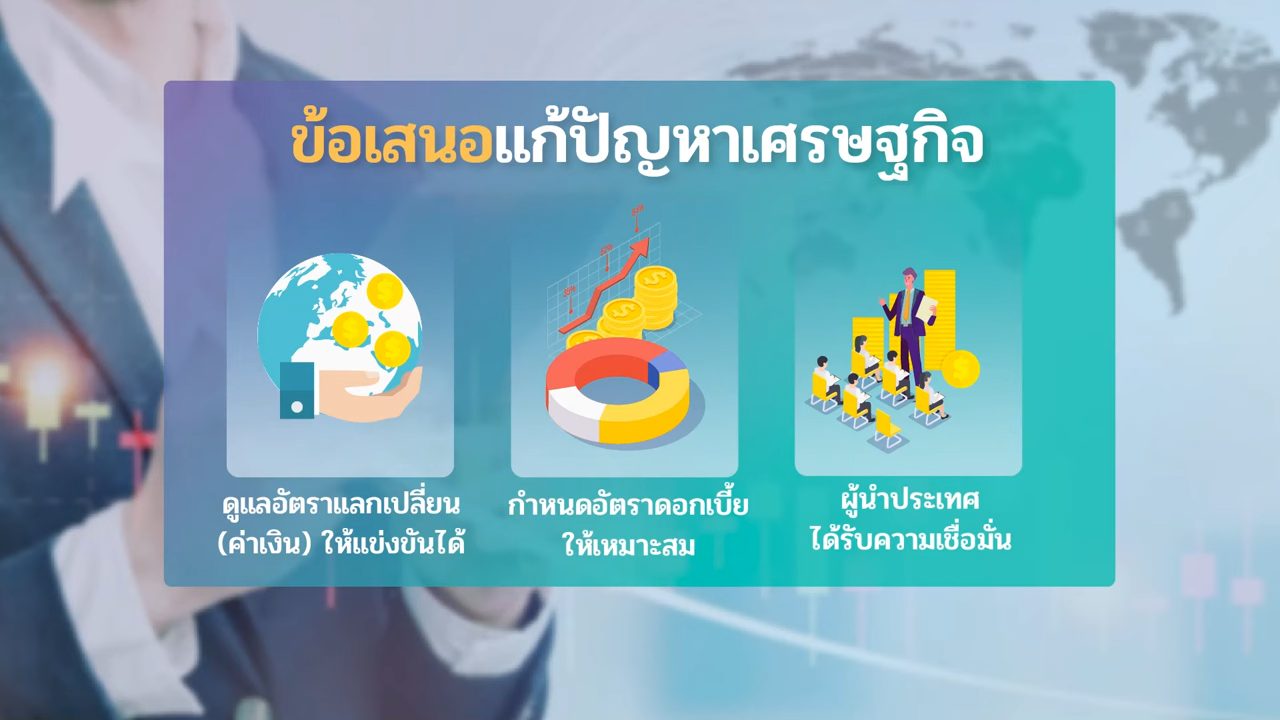 ข้อเสนอแก้ปัญหาเศรษฐกิจ
ดูแลอัตราแลกเปลี่ยน
(ค่าเงิน) ให้แข่งขันได้
กำหนดอัตราดอกเบี้ย
ให้เหมาะสม
ผู้นำประเทศ
ได้รับความเชื่อมั่น